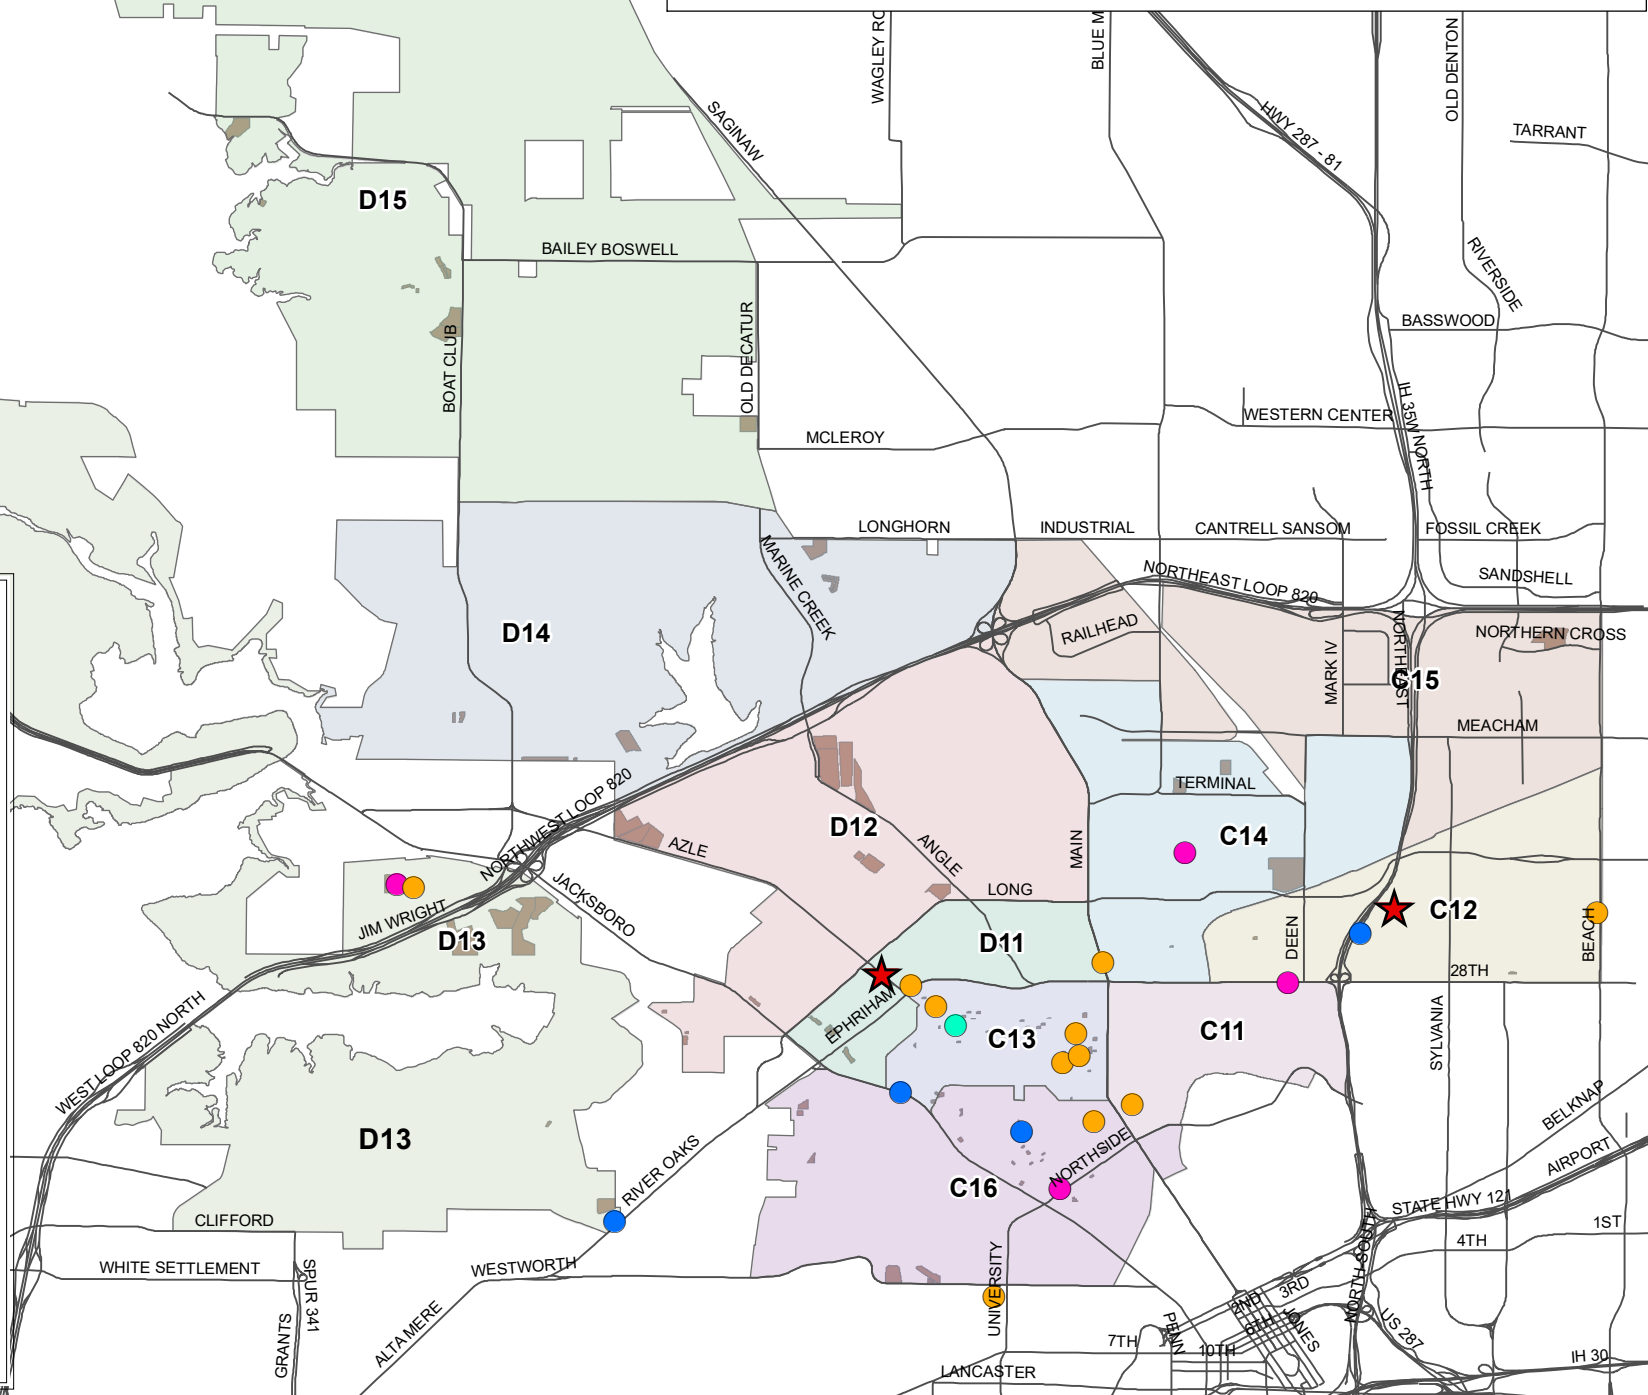 WAGLEY RO
BLUE M
OLD DENTON
SAGINAW
HWY 287 - 81
TARRANT
D15
BAILEY BOSWELL
RIVERSIDE
BOAT CLUB
OLD DECATUR
BASSWOOD
IH 35W NORTH
WESTERN CENTER
MCLEROY
LONGHORN
INDUSTRIAL
CANTRELL SANSOM
FOSSIL CREEK
MARINE CREEK
NORTHEAST LOOP 820
SANDSHELL
D14
RAILHEAD
NORTHERN CROSS
MARK IV
NORTHEAST
C15
MEACHAM
NORTHWEST LOOP 820
TERMINAL
D12
C14
AZLE
ANGLE
MAIN
JACKSBORO
LONG
JIM WRIGHT
D13
D11
DEEN
C12
BEACH
28TH
WEST LOOP 820 NORTH
EPHRIHAM
C13
C11
SYLVANIA
D13
RIVER OAKS
NORTHSIDE
BELKNAP
AIRPORT
C16
STATE HWY 121
CLIFFORD
1ST
4TH
WHITE SETTLEMENT
SPUR 341
WESTWORTH
UNIVERSITY
NORTH-SOUTH
2ND
3RD
GRANTS
ALTA MERE
PENN
6TH
JONES
US 287
7TH
10TH
IH 30
LANCASTER